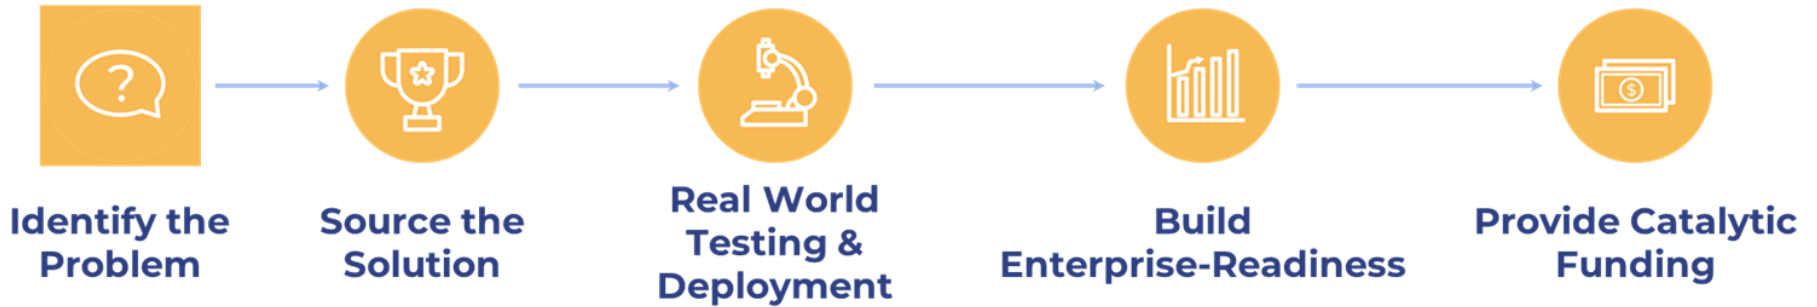 ?
$
Identify the
Problem
Source the
Solution
Real World
Testing &
Deployment
Build
Enterprise-Readiness
Provide Catalytic
Funding